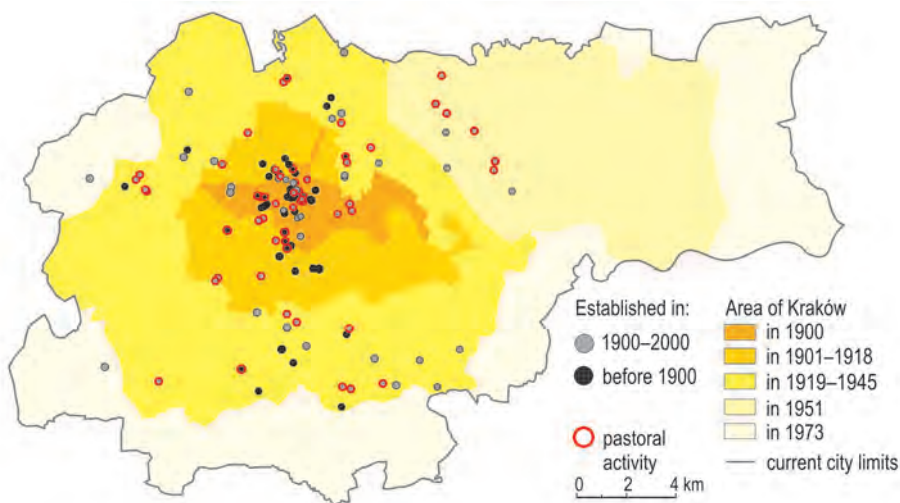 Established in:
1900–2000
before 1900
pastoral
activity
0 2 4 km
Area of Kraków
in 1900
in 1901–1918
in 1919–1945
in 1951
in 1973
current city limits